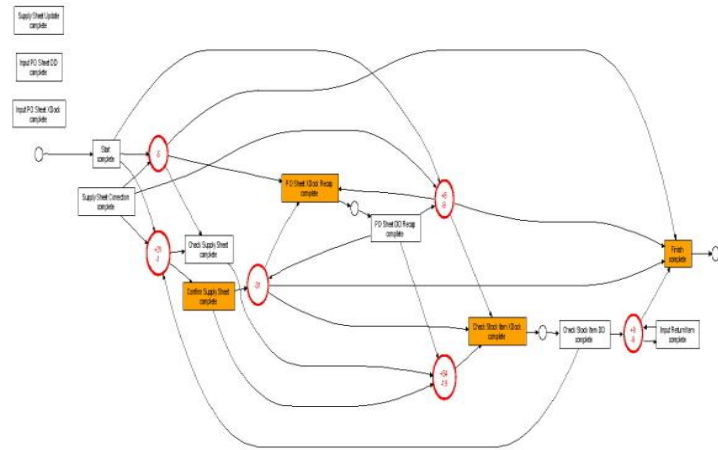 Supply Sheet Update
complete
Input PO Sheet DD
complete
Input PO Sheet XDock
complete
Start
complete
-5
Supply Sheet Correction
complete
PO Sheet XDock Recap
complete
PO Sheet DD Recap
complete
Check Supply Sheet
complete
Confirm Supply Sheet
complete
-31
Finish
complete
Check Stock Item XDock
complete
Check Stock Item DD
complete
Input Return Item
complete